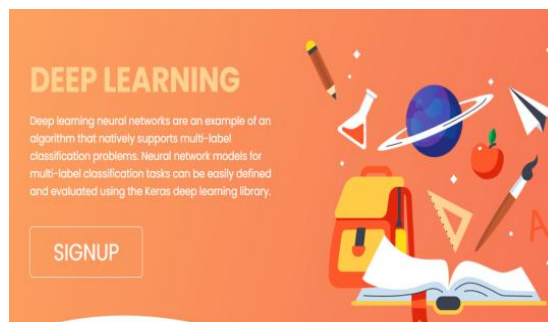 DEEP LEARNING
Deep learning neural networks are an example of an
algorithm that natively supports multi-label
classification problems. Neural network models for
multi-label classification tasks can be easily defined
and evaluated using the Keras deep learning library.
SIGNUP
A